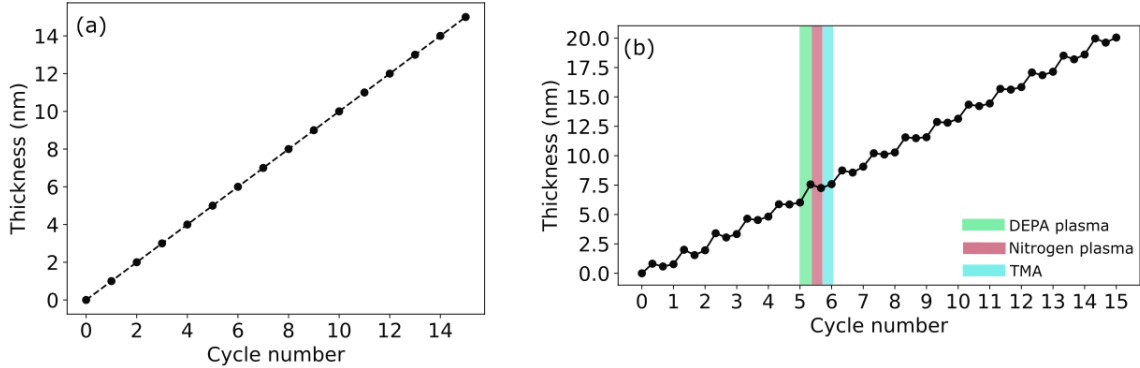 (a)
Thickness (nm)
14
12
10
8
6
4
2
0
0 2 4 6 8 10 12 14
Cycle number
(b)
Thickness (nm)
20.0
17.5
15.0
12.5
10.0
7.5
5.0
2.5
0.0
DEPA plasma
Nitrogen plasma
TMA
0 1 2 3 4 5 6 7 8 9 10 11 12 13 14 15
Cycle number